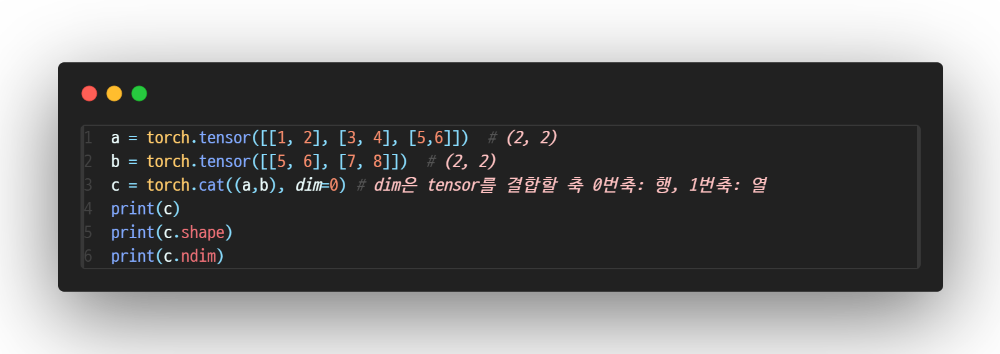 1 a = torch.tensor([[1, 2], [3, 4], [5,6]])  # (2, 2)
2 b = torch.tensor([[5, 6], [7, 8]])  # (2, 2)
3 c = torch.cat((a,b), dim=0) # dim은 tensor를 결합할 축 0번축: 행, 1번축: 열
4 print(c)
5 print(c.shape)
6 print(c.ndim)